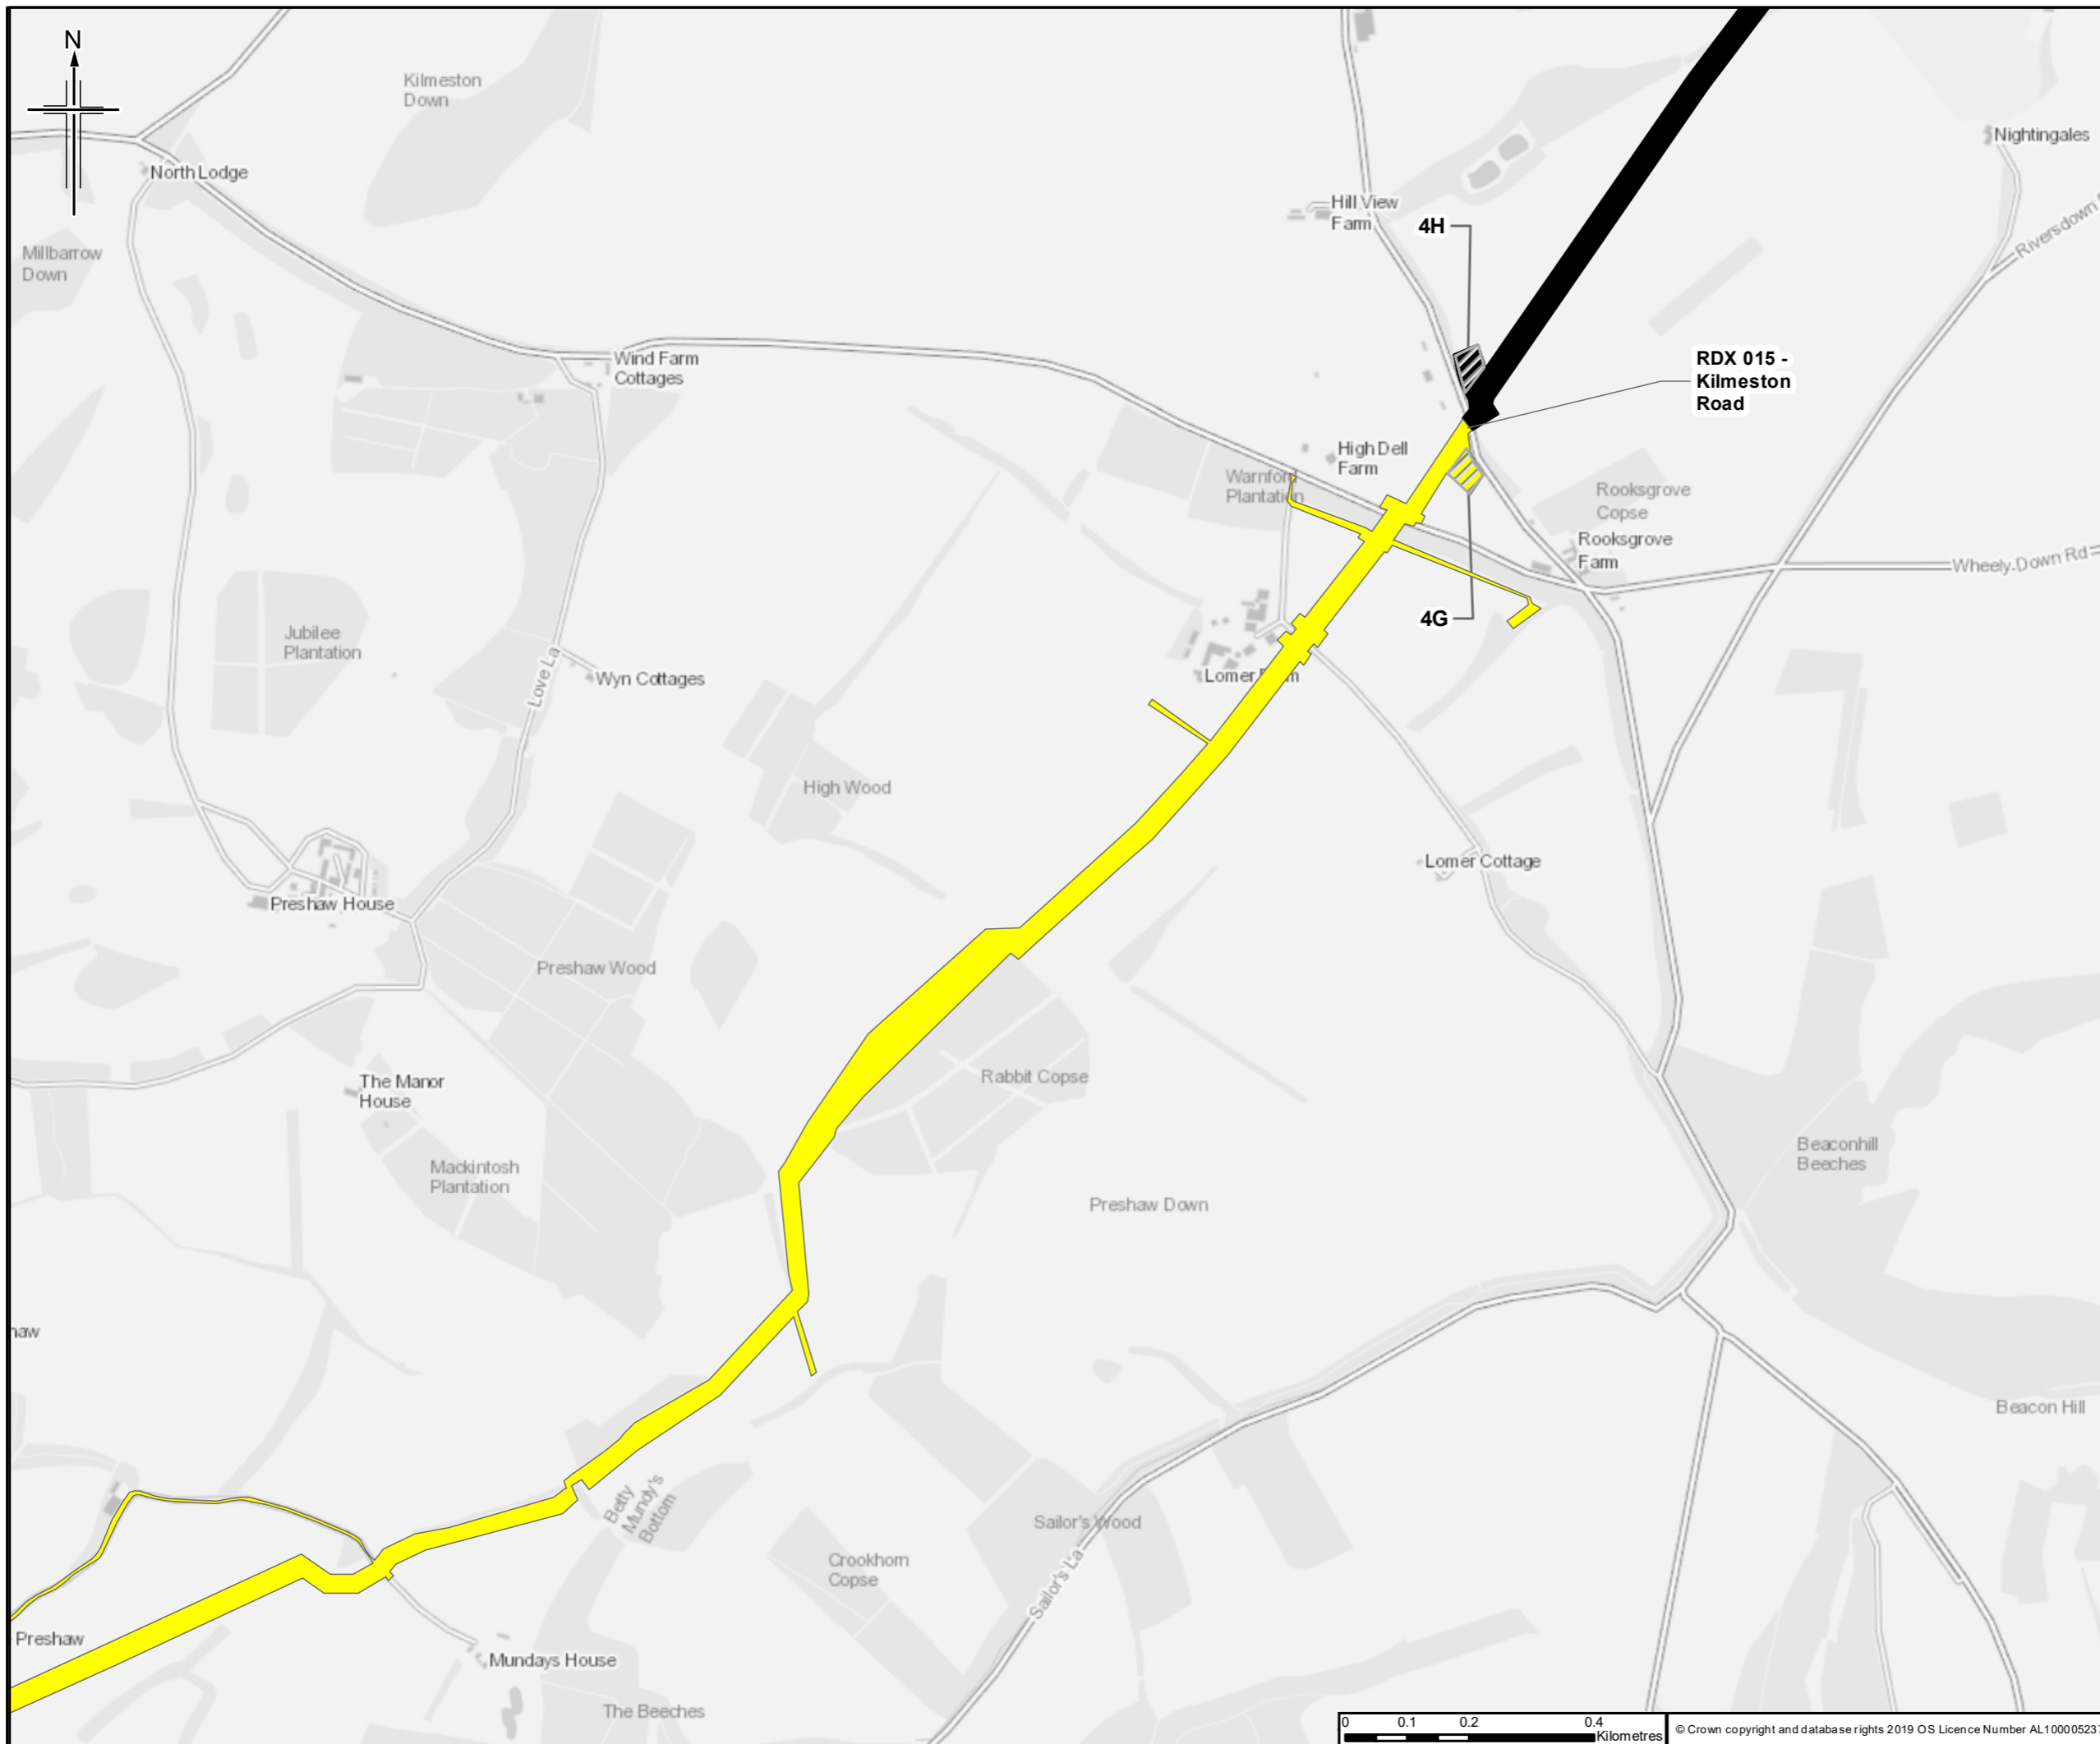 N
Kilmeston
Down
Nightingales
North Lodge
Hill View
Farm
4H
Riversdown
Millbarrow
Down
Wind Farm
Cottages
RDX 015 -
Kilmeston
Road
High Dell
Farm
Warnford
Plantation
Rooksgrove
Copse
Rooksgrove
Farm
Wheely Down Rd
4G
Jubilee
Plantation
Love La
Wyn Cottages
Lomer
m
High Wood
Lomer Cottage
Preshaw House
Preshaw Wood
Rabbit Copse
The Manor
House
Beaconhill
Beeches
Mackintosh
Plantation
Preshaw Down
naw
Beacon Hill
Betty
Mundy's
Bottom
Sailor's Wood
Crookhorn
Copse
Sailor's La
Preshaw
Mundays House
The Beeches
0 0.1 0.2 0.4
Kilometres
© Crown copyright and database rights 2019 OS Licence Number AL10000523